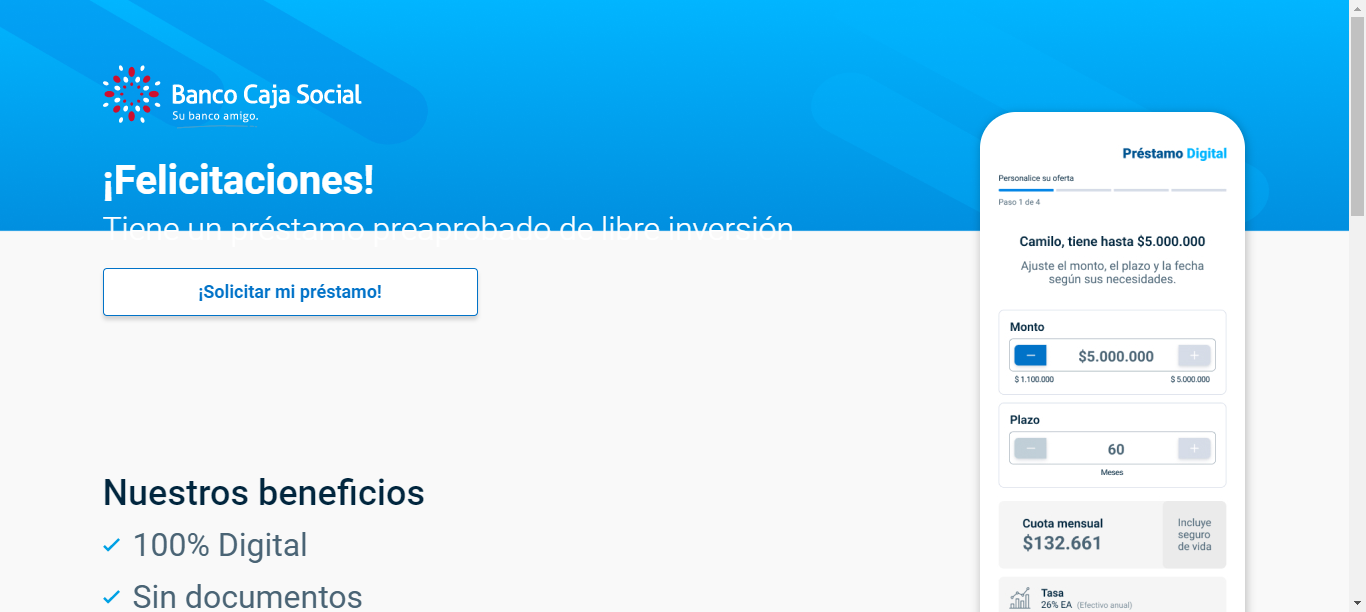 Banco Caja Social
Su banco amigo.
¡Felicitaciones!
Tiene un préstamo preaprobado de libre inversión
¡Solicitar mi préstamo!
Nuestros beneficios
100% Digital
Sin documentos
Préstamo Digital
Personalice su oferta
Paso 1 de 4
Camilo, tiene hasta $5.000.000
Ajuste el monto, el plazo y la fecha
según sus necesidades.
Monto
− $5.000.000 +
$ 1.100.000 $ 5.000.000
Plazo
− 60 +
Meses
Cuota mensual
$132.661
Incluye
seguro
de vida
Tasa
26% EA (Efectivo anual)